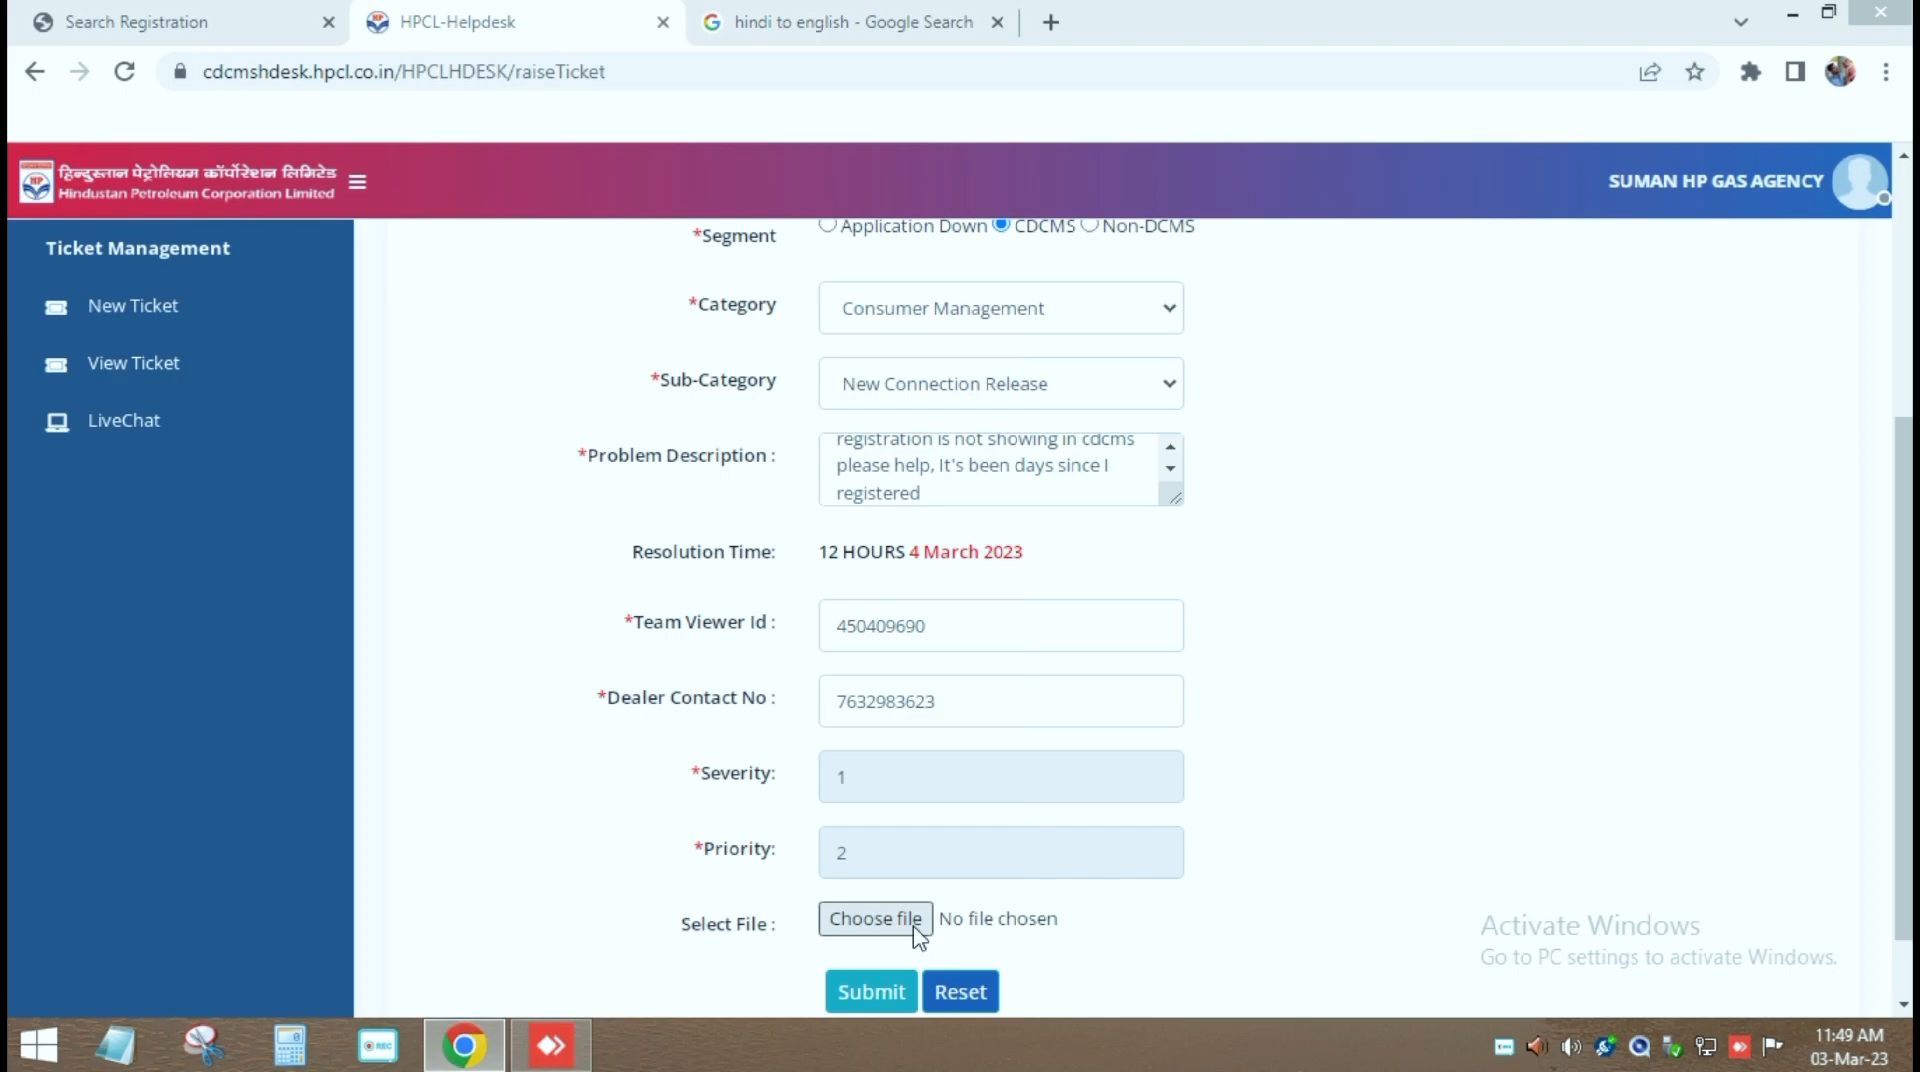 Search Registration
HPCL-Helpdesk
hindi to english - Google Search
cdcmshdesk.hpcl.co.in/HPCLHDESK/raiseTicket
हिन्दुस्तान पेट्रोलियम कॉर्पोरेशन लिमिटेड
Hindustan Petroleum Corporation Limited
SUMAN HP GAS AGENCY
Ticket Management
New Ticket
View Ticket
LiveChat
*Segment
Application Down CDCMS Non-DCMS
*Category
Consumer Management
*Sub-Category
New Connection Release
*Problem Description :
registration is not showing in cdcms
please help, It's been days since I
registered
Resolution Time:
12 HOURS 4 March 2023
*Team Viewer Id :
450409690
*Dealer Contact No :
7632983623
*Severity:
1
*Priority:
2
Select File :
Choose file No file chosen
Submit
Reset
Activate Windows
Go to PC settings to activate Windows.
REC
11:49 AM
03-Mar-23